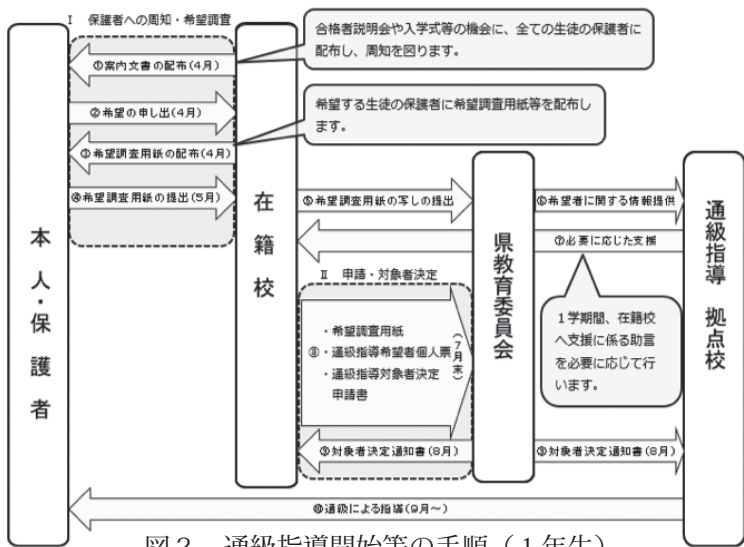 Ⅰ 保護者への周知・希望調査
合格者説明会や入学式等の機会に、全ての生徒の保護者に
配布し、周知を図ります。
①案内文書の配布(4月)
②希望の申し出(4月)
希望する生徒の保護者に希望調査用紙等を配布し
ます。
③希望調査用紙の配布(4月)
④希望調査用紙の提出(5月)
⑤希望調査用紙の写しの提出
⑥希望者に関する情報提供
⑦必要に応じた支援
本人・保護者
在籍校
県教育委員会
通級指導 拠点校
Ⅱ 申請・対象者決定
・希望調査用紙
⑧・通級指導希望者個人票
・通級指導対象者決定
申請書
(7月末)
1学期間、在籍校
へ支援に係る助言
を必要に応じて行
います。
⑨対象者決定通知書(8月)
⑨対象者決定通知書(8月)
⑩通級による指導(9月~)
図2 通級指導開始等の手順(1年生)